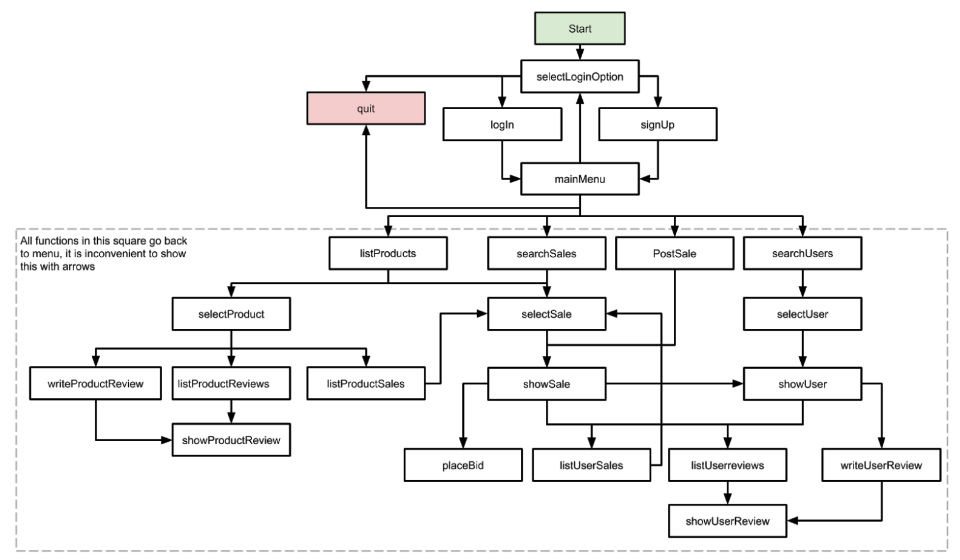 Start
selectLoginOption
quit
logIn
signUp
mainMenu
All functions in this square go back
to menu, it is inconvenient to show
this with arrows
listProducts
searchSales
PostSale
searchUsers
selectProduct
selectSale
selectUser
writeProductReview
listProductReviews
listProductSales
showSale
showUser
showProductReview
placeBid
listUserSales
listUserreviews
writeUserReview
showUserReview